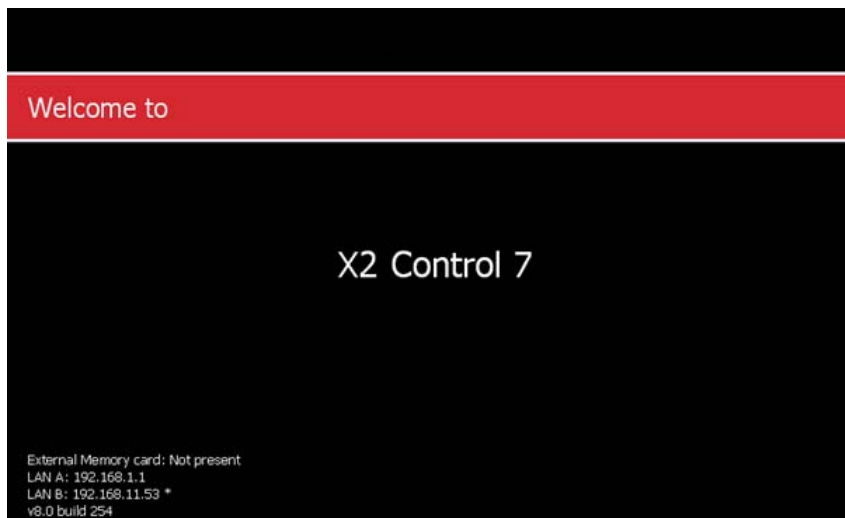 Welcome to
X2 Control 7
External Memory card: Not present
LAN A: 192.168.1.1
LAN B: 192.168.11.53 *
v8.0 build 254